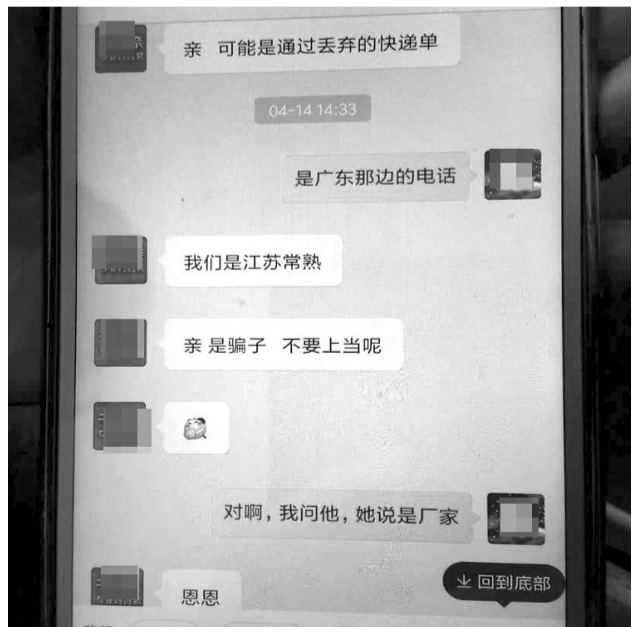 亲 可能是通过丢弃的快递单
04-14 14:33
是广东那边的电话
我们是江苏常熟
亲 是骗子 不要上当呢
对啊，我问他，她说是厂家
恩恩
回到底部